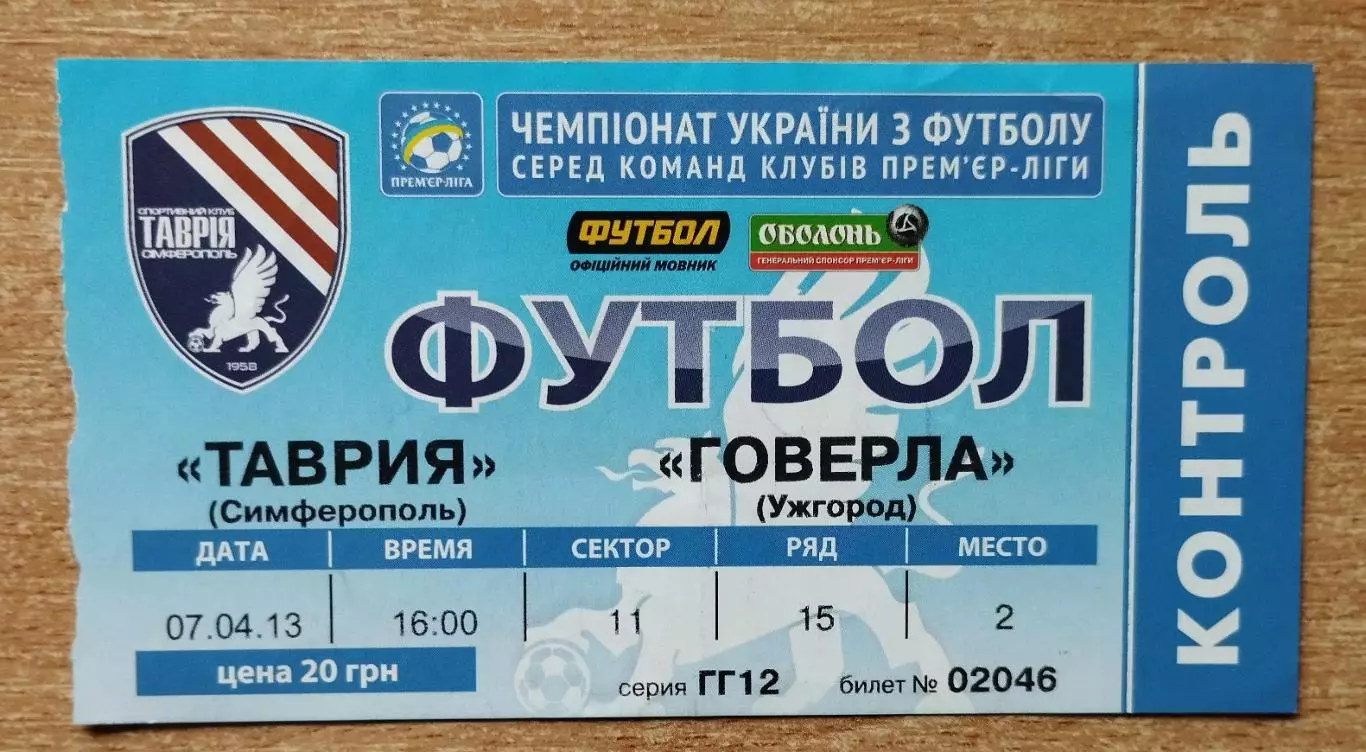 СПОРТИВНИЙ КЛУБ
ТАВРІЯ
СІМФЕРОПОЛЬ
1958
ПРЕМ'ЄР-ЛІГА
ЧЕМПІОНАТ УКРАЇНИ З ФУТБОЛУ
СЕРЕД КОМАНД КЛУБІВ ПРЕМ'ЄР-ЛІГИ
ФУТБОЛ
ОФІЦІЙНИЙ МОВНИК
ОБОЛОНЬ
ГЕНЕРАЛЬНИЙ СПОНСОР ПРЕМ'ЄР-ЛІГИ
ФУТБОЛ
«ТАВРИЯ» «ГОВЕРЛА»
(Симферополь) (Ужгород)
ДАТА ВРЕМЯ СЕКТОР РЯД МЕСТО
07.04.13 16:00 11 15 2
цена 20 грн
серия ГГ12 билет № 02046
КОНТРОЛЬ